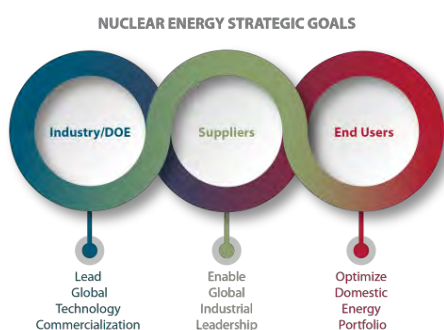 NUCLEAR ENERGY STRATEGIC GOALS
Industry/DOE
Suppliers
End Users
Lead
Global
Technology
Commercialization
Enable
Global
Industrial
Leadership
Optimize
Domestic
Energy
Portfolio